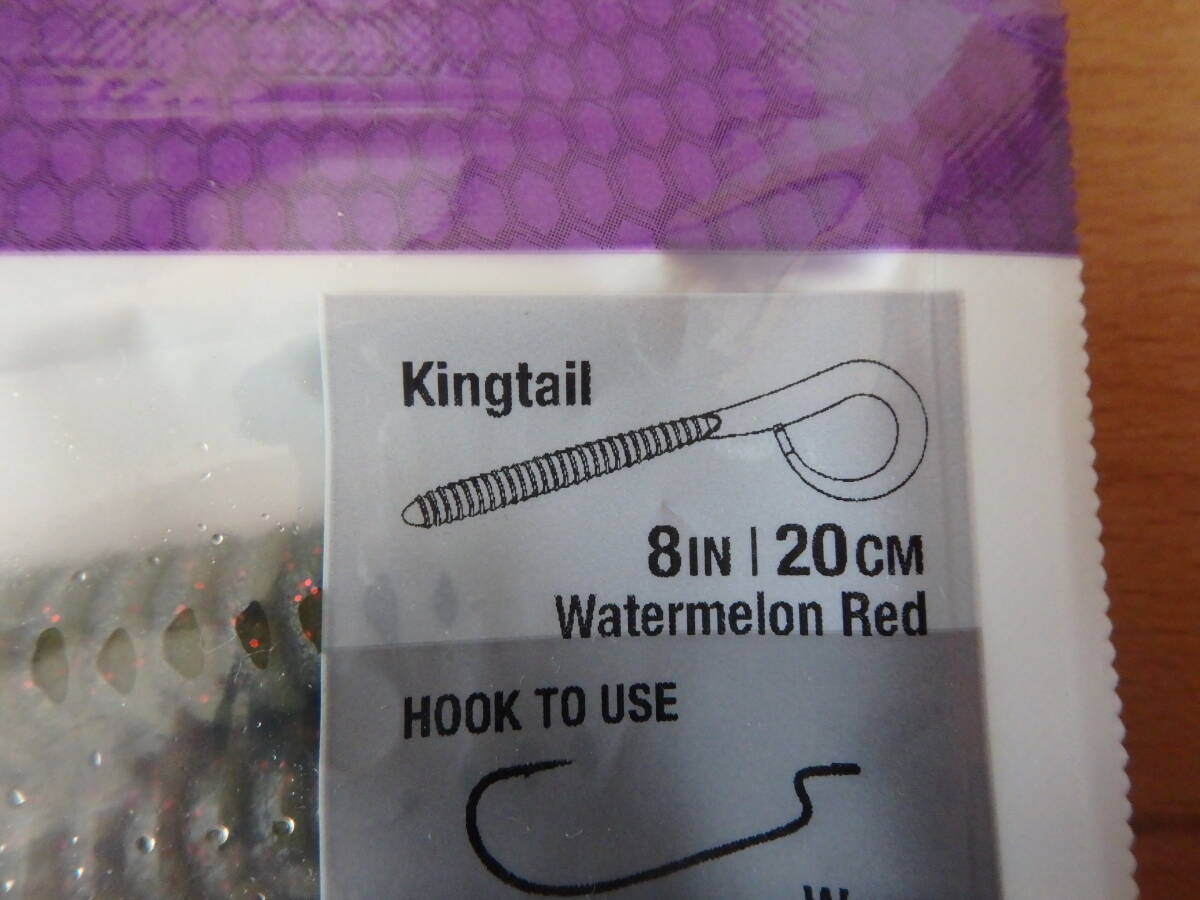 Kingtail
8IN | 20CM
Watermelon Red
HOOK TO USE